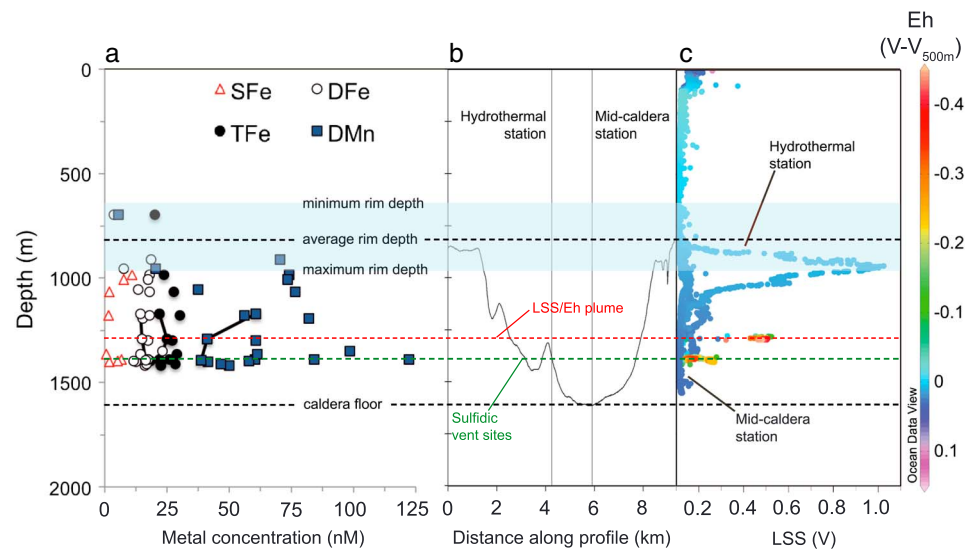 a
b
c
Eh
(V-V500m)
SFe
DFe
TFe
DMn
Hydrothermal
station
Mid-caldera
station
Hydrothermal
station
minimum rim depth
average rim depth
maximum rim depth
LSS/Eh plume
caldera floor
Sulfidic
vent sites
Mid-caldera
station
Depth (m)
0
500
1000
1500
2000
0
25
50
75
100
125
Metal concentration (nM)
0
2
4
6
8
Distance along profile (km)
0.2
0.4
0.6
0.8
1.0
LSS (V)
-0.4
-0.3
-0.2
-0.1
0
0.1
Ocean Data View